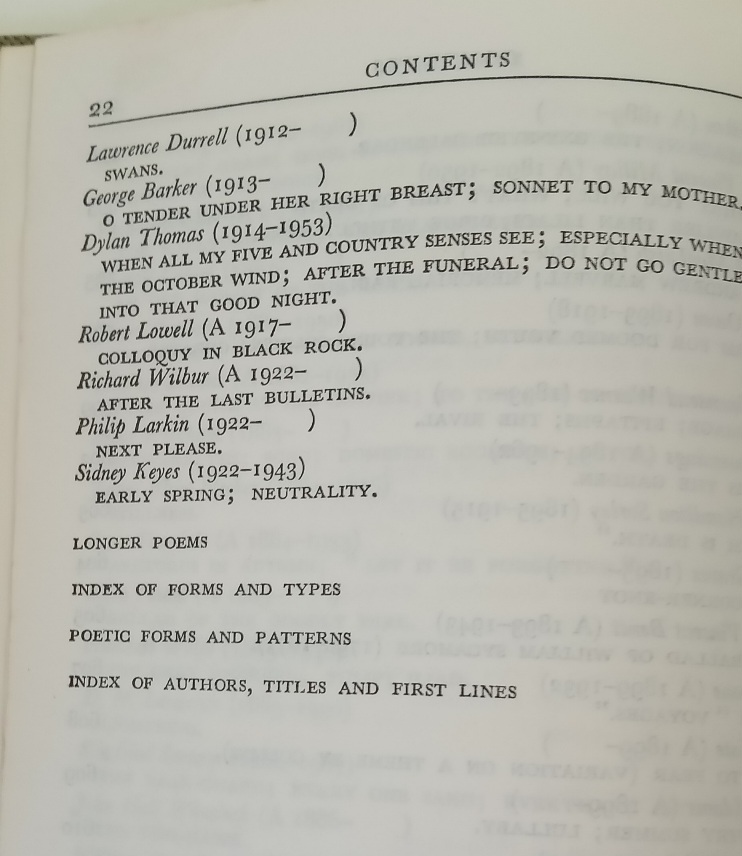 CONTENTS
22
Lawrence Durrell (1912– )
SWANS.
George Barker (1913– )
O TENDER UNDER HER RIGHT BREAST; SONNET TO MY MOTHER.
Dylan Thomas (1914–1953)
WHEN ALL MY FIVE AND COUNTRY SENSES SEE; ESPECIALLY WHEN
THE OCTOBER WIND; AFTER THE FUNERAL; DO NOT GO GENTLE
INTO THAT GOOD NIGHT.
Robert Lowell (A 1917– )
COLLOQUY IN BLACK ROCK.
Richard Wilbur (A 1922– )
AFTER THE LAST BULLETINS.
Philip Larkin (1922– )
NEXT PLEASE.
Sidney Keyes (1922–1943)
EARLY SPRING; NEUTRALITY.
LONGER POEMS
INDEX OF FORMS AND TYPES
POETIC FORMS AND PATTERNS
INDEX OF AUTHORS, TITLES AND FIRST LINES